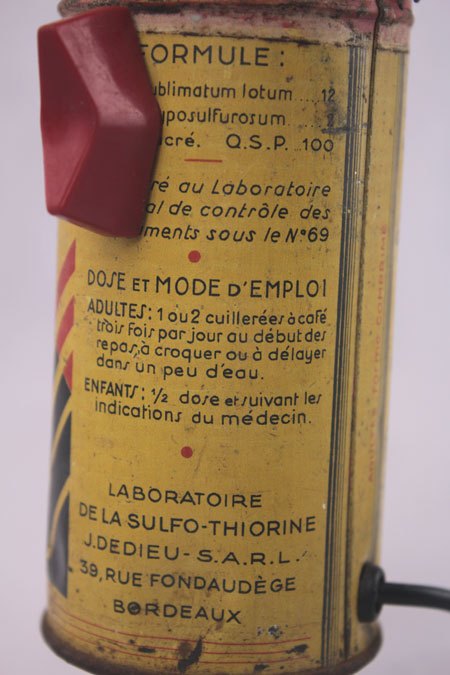 FORMULE :
ublimatum lotum .... 12
yposulfurosum ... 2
cré. Q.S.P. ..100
ré au Laboratoire
al de contrôle des
ments sous le N°69
DOSE ET MODE D'EMPLOI
ADULTES : 1 ou 2 cuillerées à café
trois fois par jour au début des
repas, à croquer ou à délayer
dans un peu d'eau.
ENFANTS : ½ dose et suivant les
indications du médecin.
LABORATOIRE
DE LA SULFO-THIORINE
J. DEDIEU - S.A.R.L.
39, RUE FONDAUDÈGE
BORDEAUX